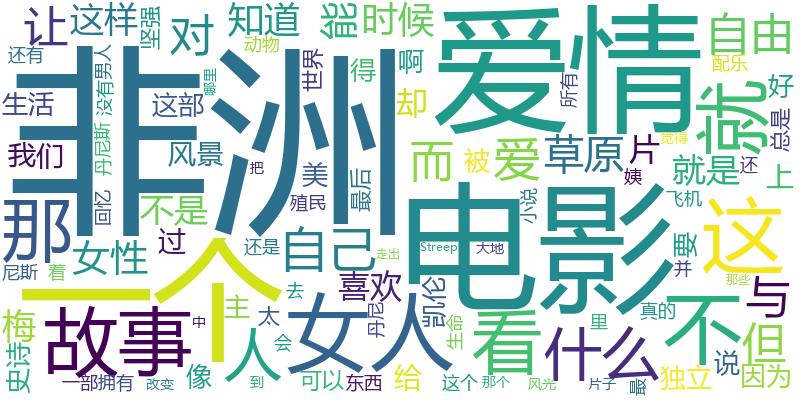 让
这样
坚强
对
知道
能
时候
爱情
自由
还有
动物
配乐
非洲
世界
得
啊
所有
就
好
总是
生活
没有男人
这部
哪里
却
我们
丹尼斯
风景
把
美
最后
而
被
爱
草原
片
觉得
就是
还
上
姨
那
回忆
不是
殖民
电影
小说
飞机
这
女性
过
还是
自己
Streep
大地
走出
要
并
那些
尼斯
着
一个
去
喜欢
凯伦
与
梅
故事
中
主
太
女人
丹尼
看
生命
里
真的
不
但
史诗
人
会
什么
说
一部拥有
改变
像
到
可以
东西
给
这个
那个
风光
片子
最
独立
因为